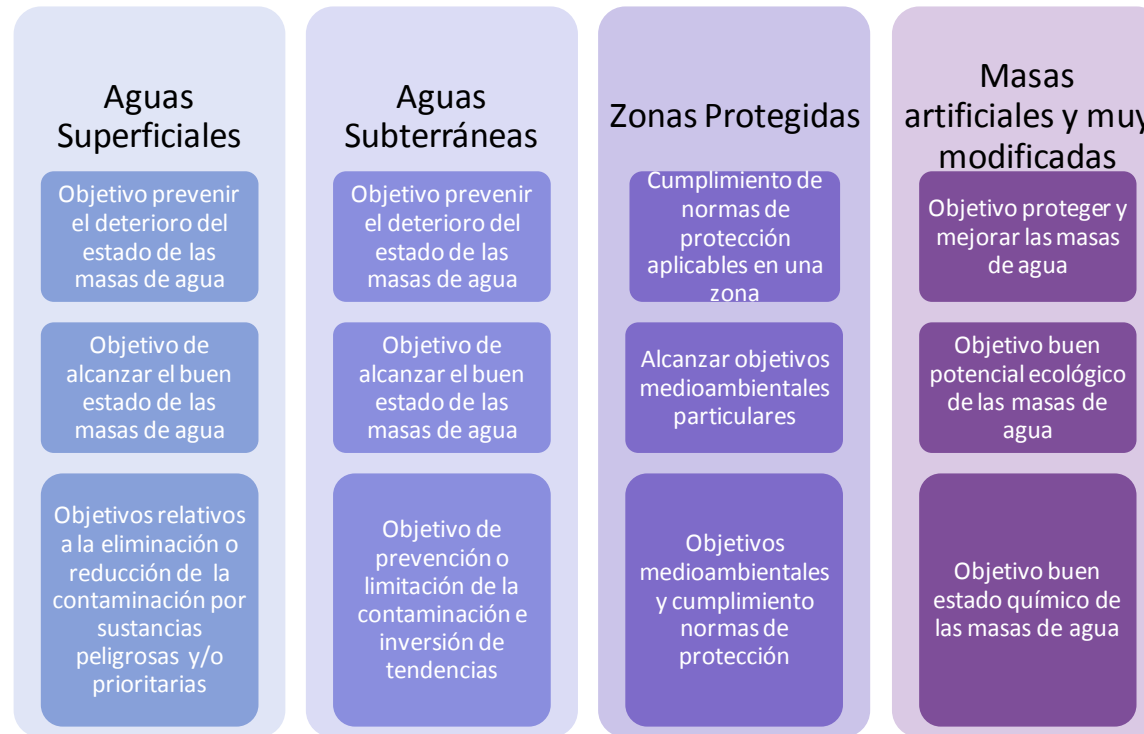 Aguas
Superficiales
Objetivo prevenir
el deterioro del
estado de las
masas de agua
Objetivo de
alcanzar el buen
estado de las
masas de agua
Objetivos relativos
a la eliminación o
reducción de la
contaminación por
sustancias
peligrosas y/o
prioritarias
Aguas
Subterráneas
Objetivo prevenir
el deterioro del
estado de las
masas de agua
Objetivo de
alcanzar el buen
estado de las
masas de agua
Objetivo de
prevención o
limitación de la
contaminación e
inversión de
tendencias
Zonas Protegidas
Cumplimiento de
normas de
protección
aplicables en una
zona
Alcanzar objetivos
medioambientales
particulares
Objetivos
medioambientales
y cumplimiento
normas de
protección
Masas
artificiales y muy
modificadas
Objetivo proteger y
mejorar las masas
de agua
Objetivo buen
potencial ecológico
de las masas de
agua
Objetivo buen
estado químico de
las masas de agua